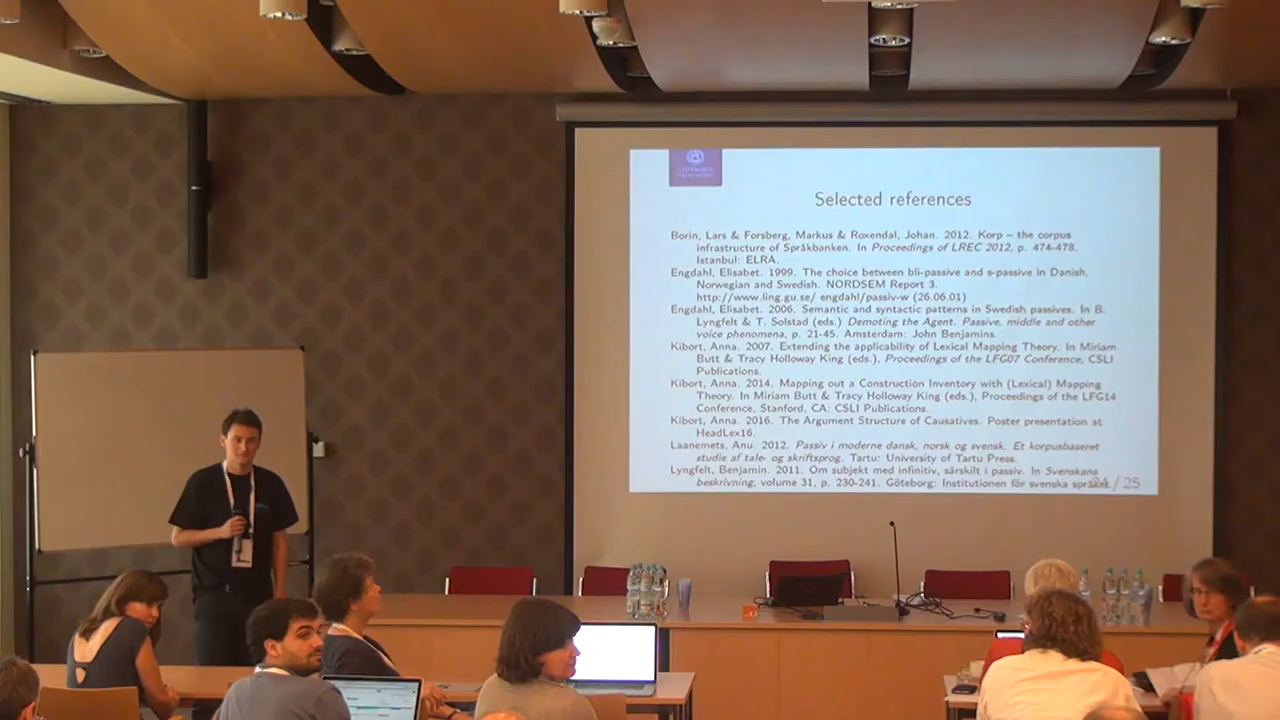 Selected references
Borin, Lars & Forsberg, Markus & Roxendal, Johan. 2012. Korp – the corpus
infrastructure of Språkbanken. In Proceedings of LREC 2012, p. 474-478.
Istanbul: ELRA.
Engdahl, Elisabet. 1999. The choice between bli-passive and s-passive in Danish,
Norwegian and Swedish. NORDSEM Report 3.
http://www.ling.gu.se/ engdahl/passiv-w (26.06.01)
Engdahl, Elisabet. 2006. Semantic and syntactic patterns in Swedish passives. In B.
Lyngfelt & T. Solstad (eds.) Demoting the Agent. Passive, middle and other
voice phenomena, p. 21-45. Amsterdam: John Benjamins.
Kibort, Anna. 2007. Extending the applicability of Lexical Mapping Theory. In Miriam
Butt & Tracy Holloway King (eds.), Proceedings of the LFG07 Conference, CSLI
Publications.
Kibort, Anna. 2014. Mapping out a Construction Inventory with (Lexical) Mapping
Theory. In Miriam Butt & Tracy Holloway King (eds.), Proceedings of the LFG14
Conference, Stanford, CA: CSLI Publications.
Kibort, Anna. 2016. The Argument Structure of Causatives. Poster presentation at
HeadLex16.
Laanemets, Anu. 2012. Passiv i moderne dansk, norsk og svensk. Et korpusbaseret
studie af tale- og skriftsprog. Tartu: University of Tartu Press.
Lyngfelt, Benjamin. 2011. Om subjekt med infinitiv, särskilt i passiv. In Svenskans
beskrivning, volume 31, p. 230-241. Göteborg: Institutionen för svenska språket.
/ 25